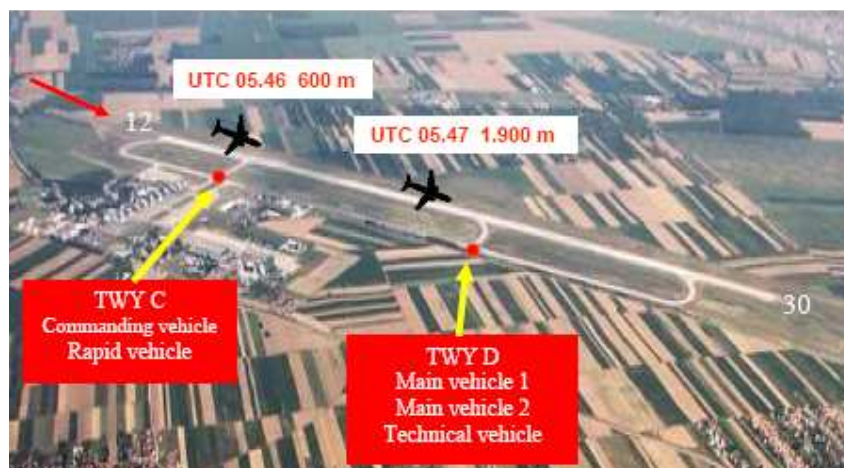 UTC 05.46 600 m
12
UTC 05.47 1.900 m
TWY C
Commanding vehicle
Rapid vehicle
30
TWY D
Main vehicle 1
Main vehicle 2
Technical vehicle